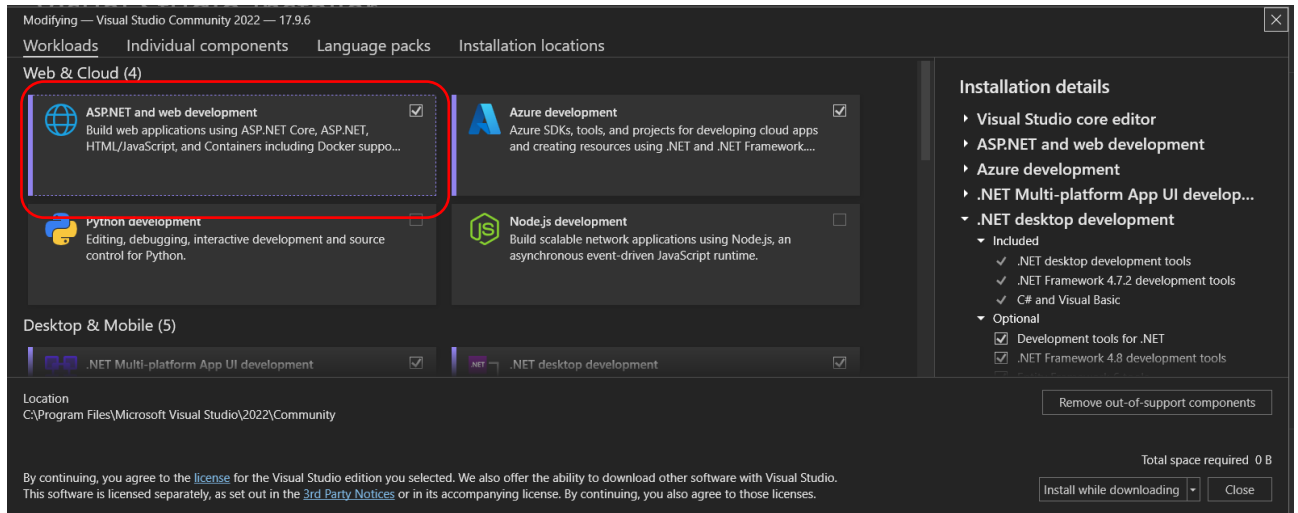 Modifying — Visual Studio Community 2022 — 17.9.6
Workloads Individual components Language packs Installation locations
Web & Cloud (4)
ASP.NET and web development
Build web applications using ASP.NET Core, ASP.NET,
HTML/JavaScript, and Containers including Docker suppo...
Azure development
Azure SDKs, tools, and projects for developing cloud apps
and creating resources using .NET and .NET Framework....
Python development
Editing, debugging, interactive development and source
control for Python.
JS
Node.js development
Build scalable network applications using Node.js, an
asynchronous event-driven JavaScript runtime.
Desktop & Mobile (5)
.NET Multi-platform App UI development
.NET
.NET desktop development
Installation details
Visual Studio core editor
ASP.NET and web development
Azure development
.NET Multi-platform App UI develop...
.NET desktop development
Included
.NET desktop development tools
.NET Framework 4.7.2 development tools
C# and Visual Basic
Optional
Development tools for .NET
.NET Framework 4.8 development tools
Location
C:\Program Files\Microsoft Visual Studio\2022\Community
Remove out-of-support components
Total space required 0 B
By continuing, you agree to the license for the Visual Studio edition you selected. We also offer the ability to download other software with Visual Studio.
This software is licensed separately, as set out in the 3rd Party Notices or in its accompanying license. By continuing, you also agree to those licenses.
Install while downloading
Close